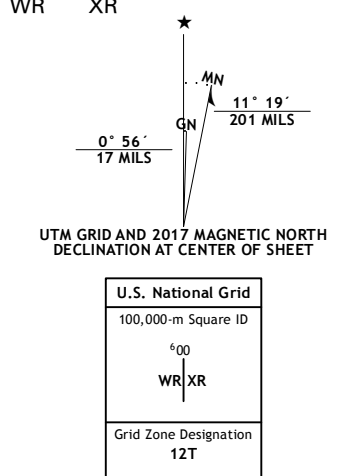 WR XR
★
MN
GN
11° 19´
201 MILS
0° 56´
17 MILS
UTM GRID AND 2017 MAGNETIC NORTH
DECLINATION AT CENTER OF SHEET
U.S. National Grid
100,000-m Square ID
⁶00
WR XR
Grid Zone Designation
12T